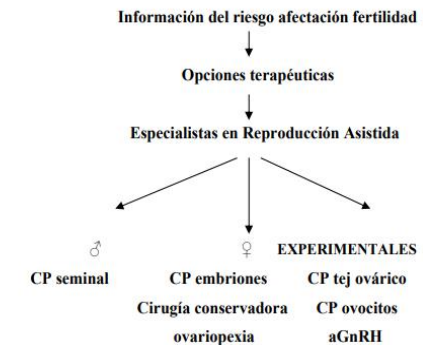 Información del riesgo afectación fertilidad
Opciones terapéuticas
Especialistas en Reproducción Asistida
♂ ♀ EXPERIMENTALES
CP seminal CP embriones CP tej ovárico
Cirugía conservadora CP ovocitos
ovariopexia aGnRH